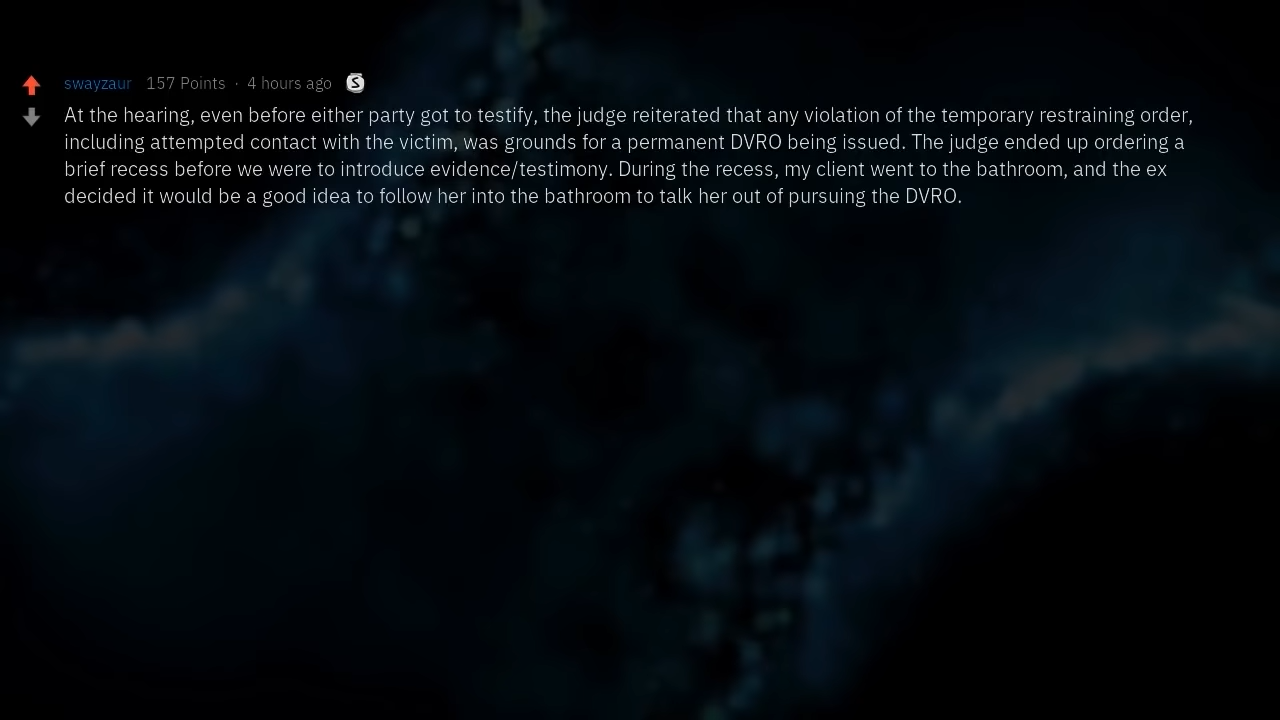 swayzaur 157 Points · 4 hours ago S
At the hearing, even before either party got to testify, the judge reiterated that any violation of the temporary restraining order,
including attempted contact with the victim, was grounds for a permanent DVRO being issued. The judge ended up ordering a
brief recess before we were to introduce evidence/testimony. During the recess, my client went to the bathroom, and the ex
decided it would be a good idea to follow her into the bathroom to talk her out of pursuing the DVRO.